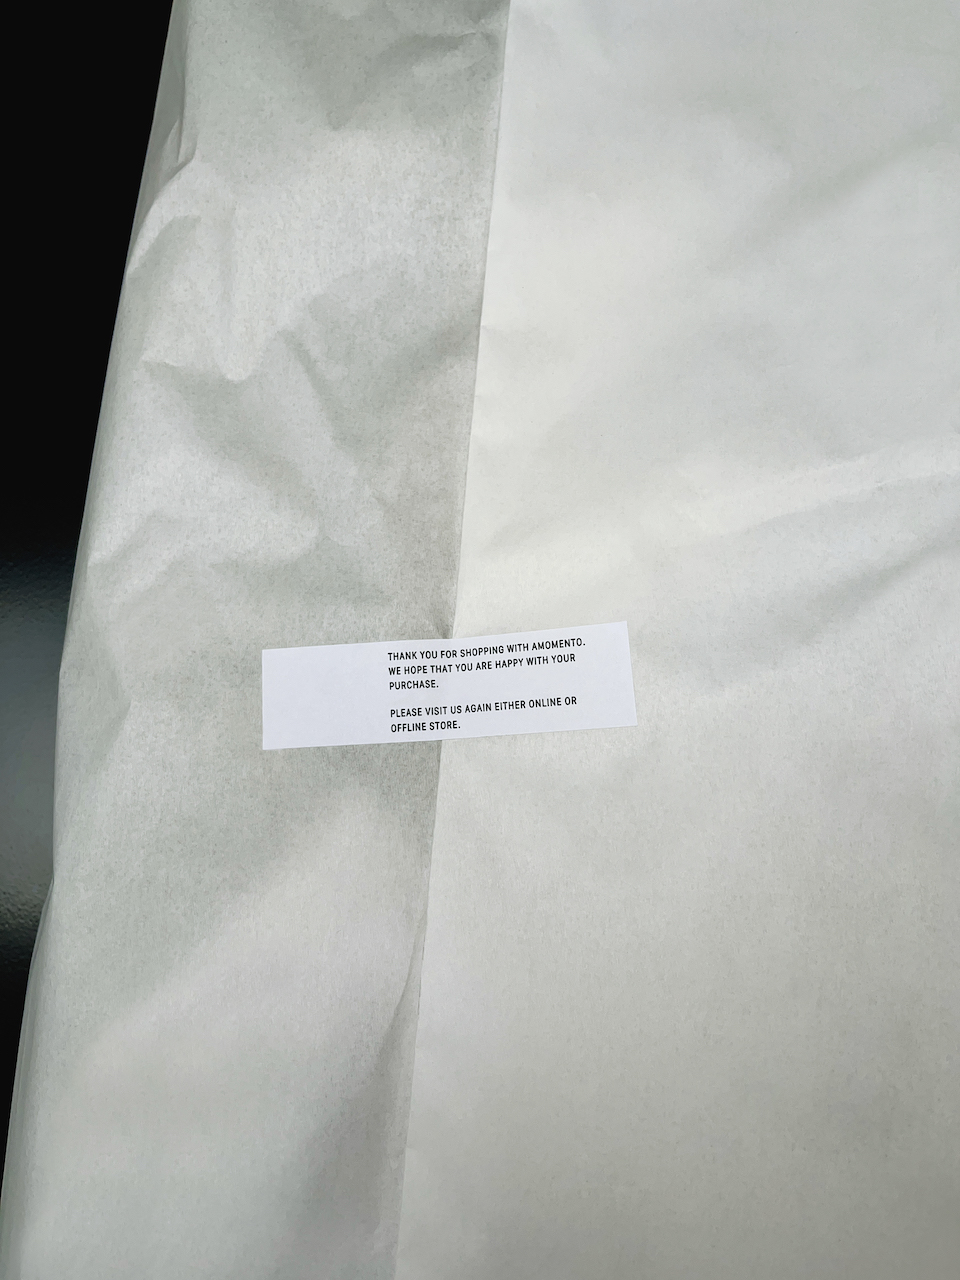 THANK YOU FOR SHOPPING WITH AMOMENTO.
WE HOPE THAT YOU ARE HAPPY WITH YOUR
PURCHASE.
PLEASE VISIT US AGAIN EITHER ONLINE OR
OFFLINE STORE.